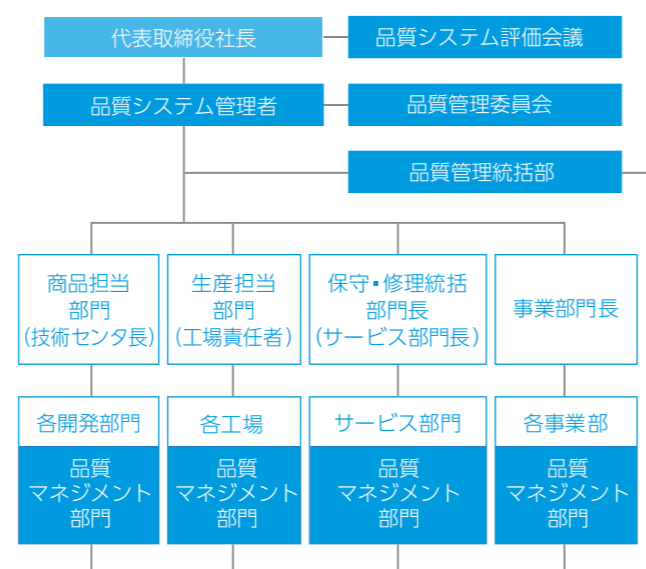 代表取締役社長
品質システム評価会議
品質システム管理者
品質管理委員会
品質管理統括部
商品担当
部門
(技術センタ長)
生産担当
部門
(工場責任者)
保守・修理統括
部門長
(サービス部門長)
事業部門長
各開発部門
品質
マネジメント
部門
各工場
品質
マネジメント
部門
サービス部門
品質
マネジメント
部門
各事業部
品質
マネジメント
部門